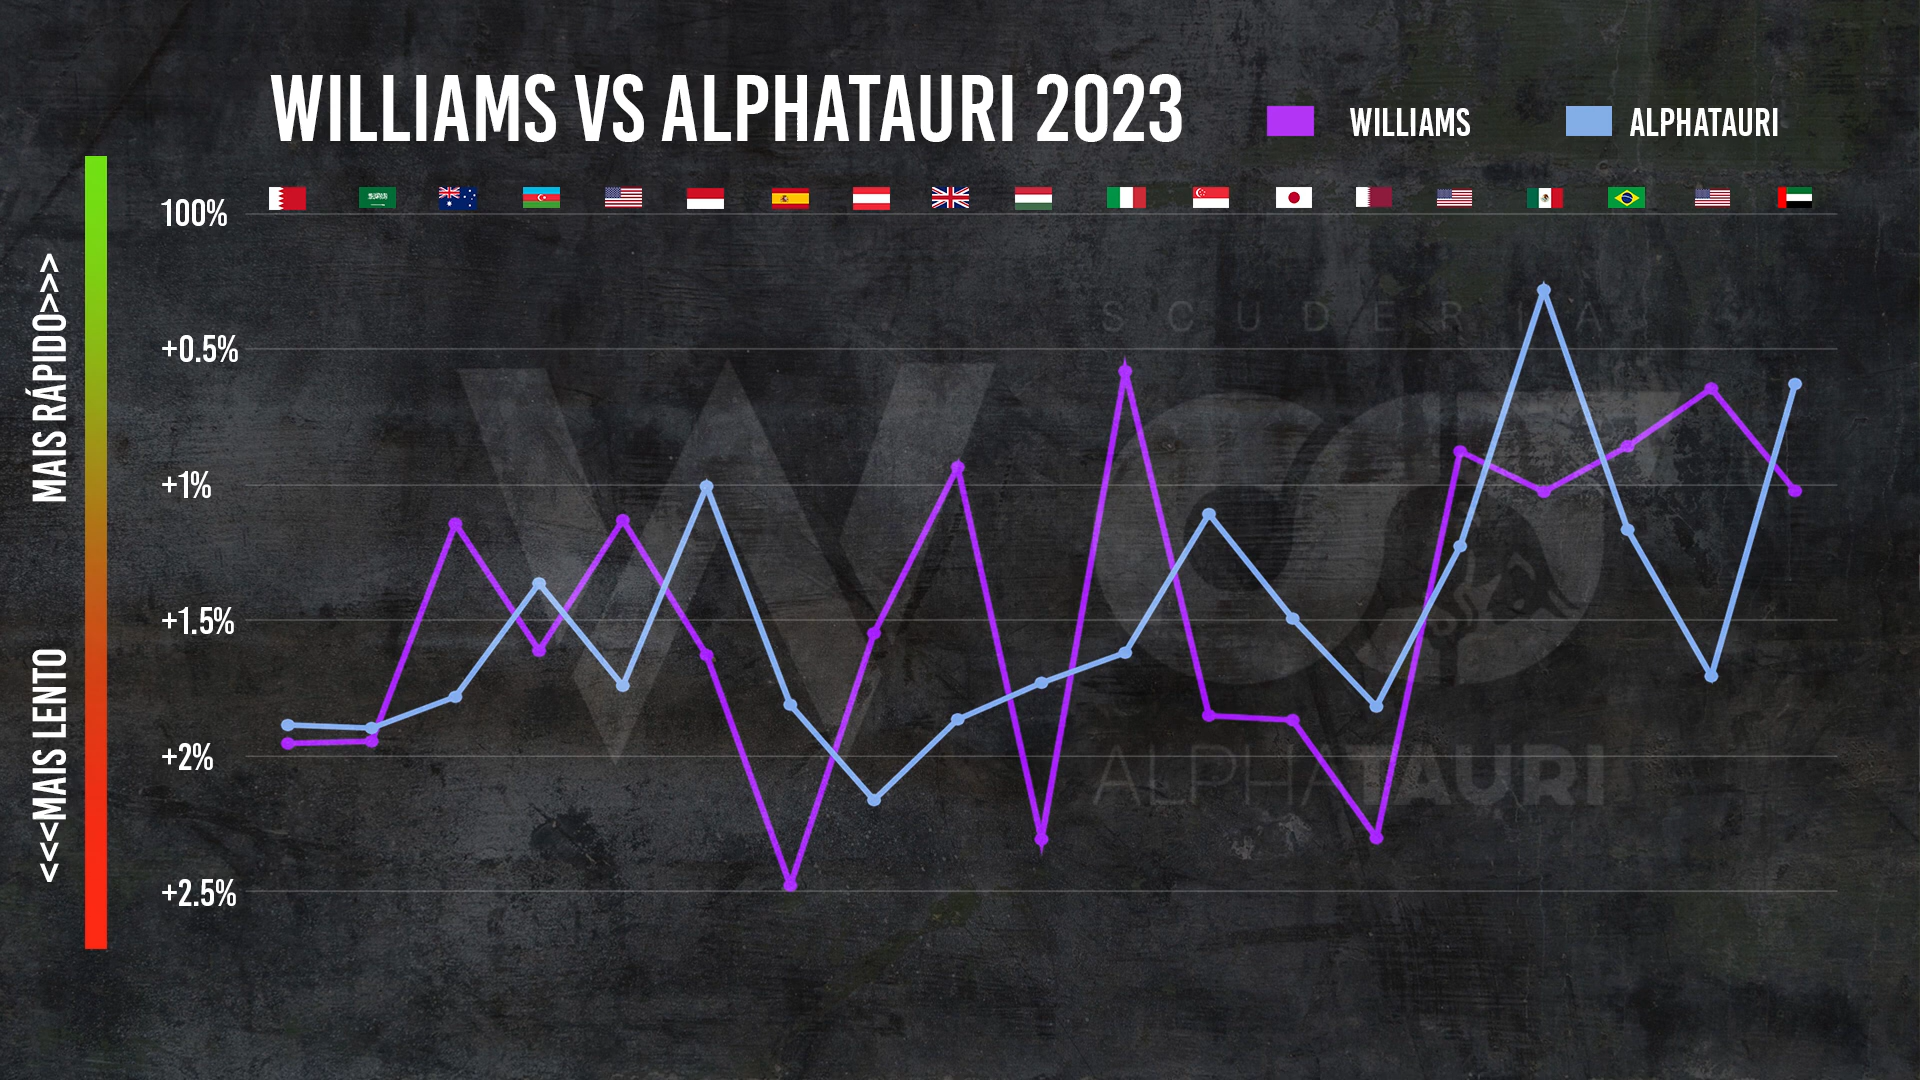 WILLIAMS VS ALPHATAURI 2023
WILLIAMS
ALPHATAURI
100%
+0.5%
+1%
+1.5%
+2%
+2.5%
MAIS RÁPIDO>>>
<<<MAIS LENTO
SCUDERIA
ALPHATAURI